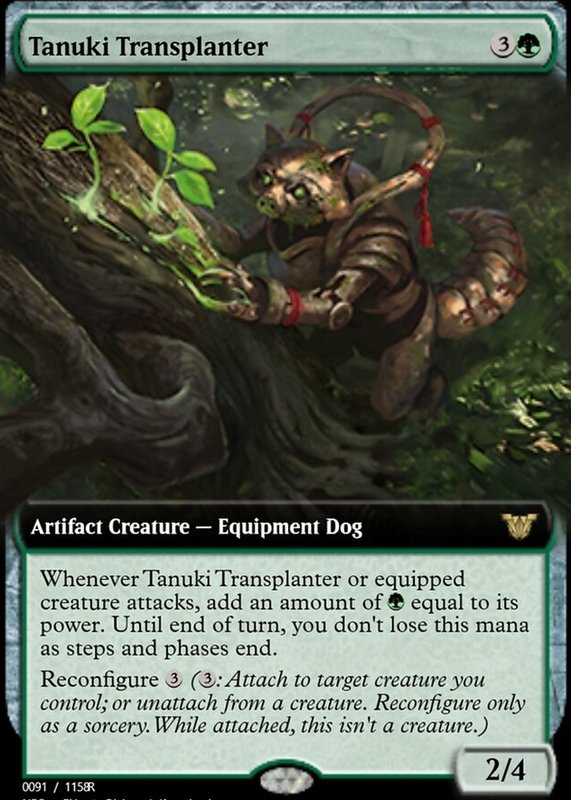 Tanuki Transplanter 3
Artifact Creature — Equipment Dog
Whenever Tanuki Transplanter or equipped
creature attacks, add an amount of equal to its
power. Until end of turn, you don't lose this mana
as steps and phases end.
Reconfigure 3 (3: Attach to target creature you
control; or unattach from a creature. Reconfigure only
as a sorcery. While attached, this isn't a creature.)
2/4
0091 / 1158R